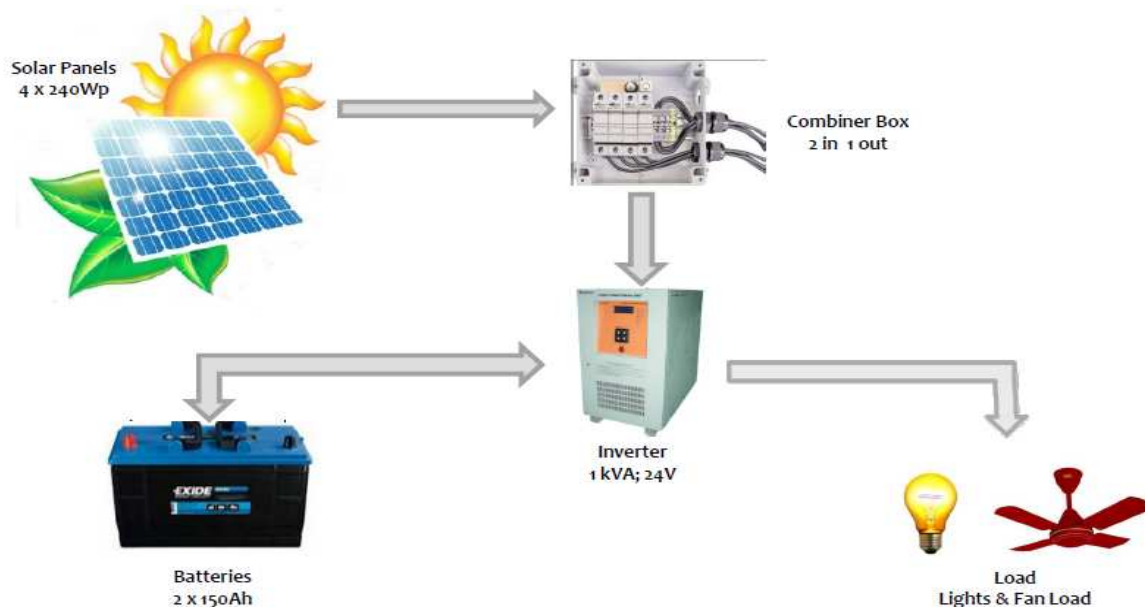 Solar Panels
4 x 240Wp
Combiner Box
2 in 1 out
Inverter
1 kVA; 24V
EXIDE
Batteries
2 x 150Ah
Load
Lights & Fan Load